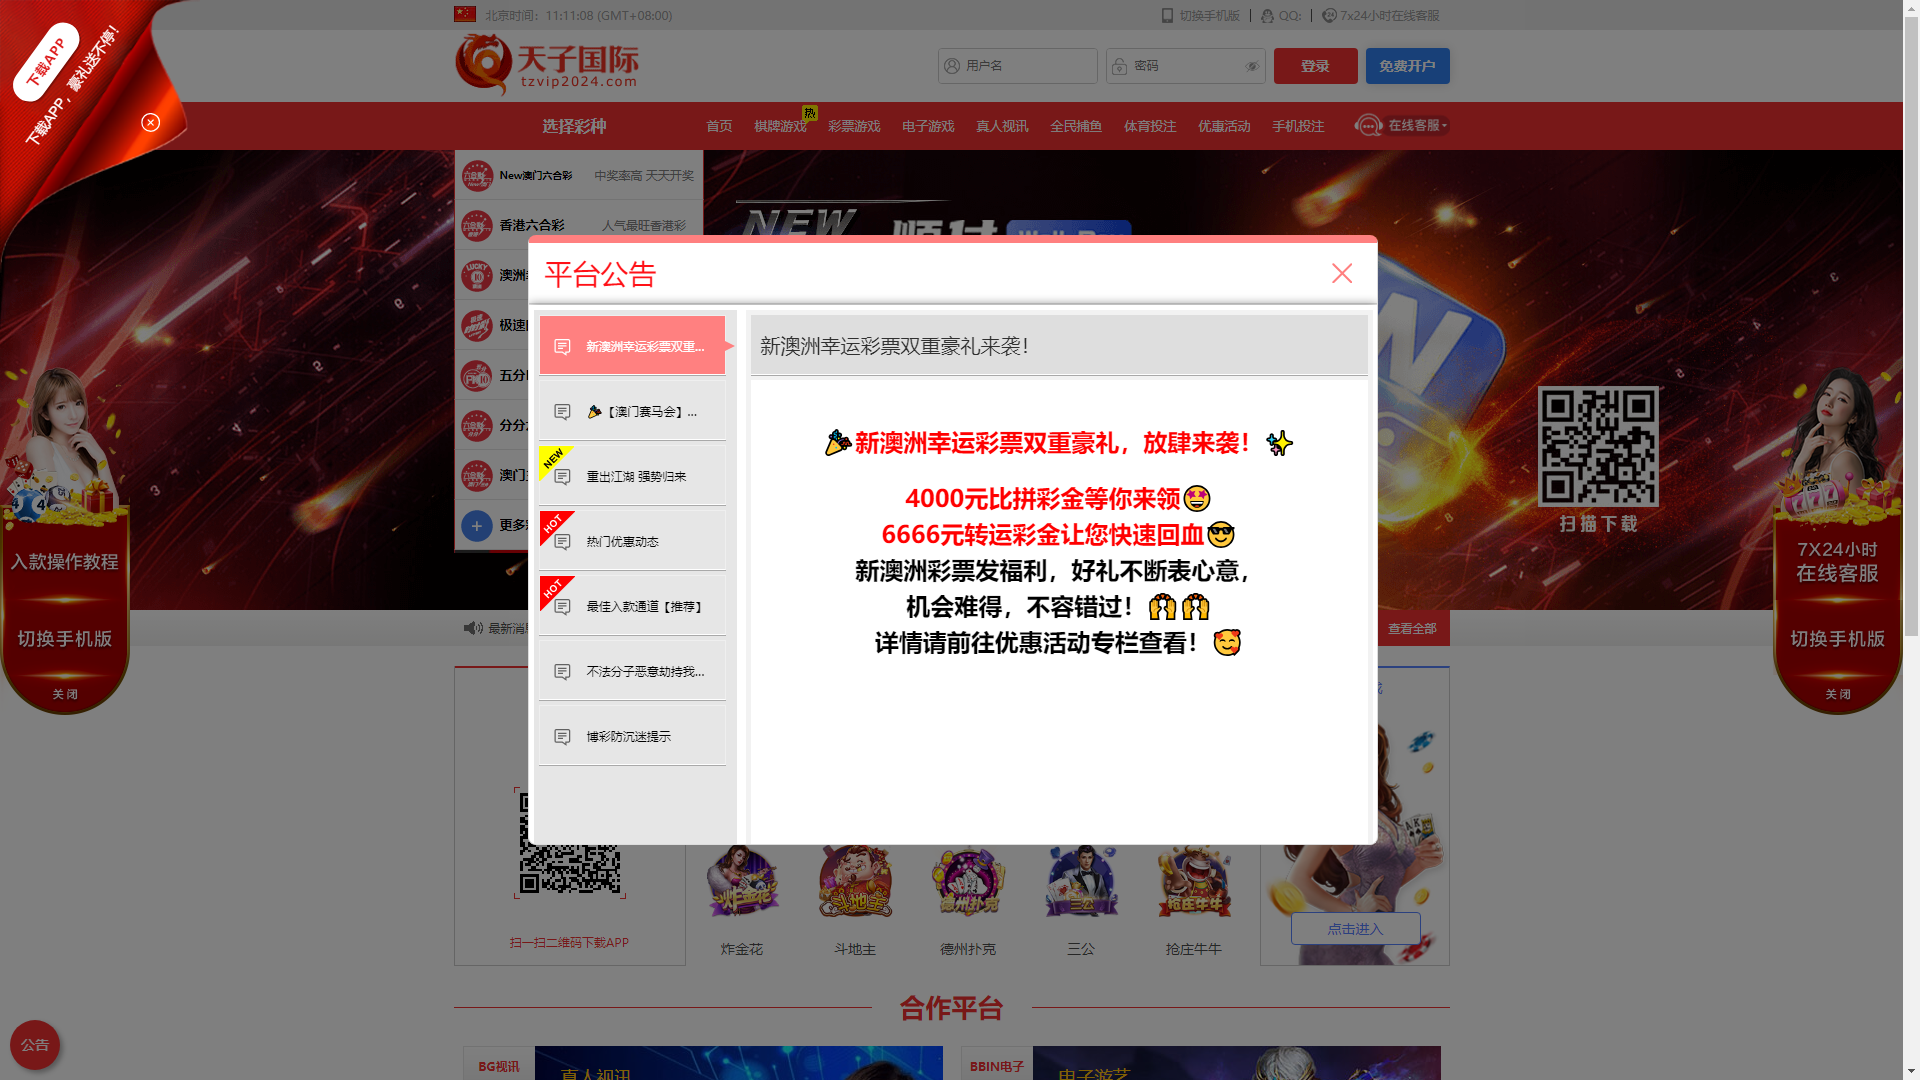 下载APP
下载APP，豪礼送不停！
北京时间：11:11:08 (GMT+08:00)
切换手机版
QQ:
7x24小时在线客服
天子国际
tzvip2024.com
用户名
密码
登录
免费开户
选择彩种
首页
棋牌游戏
热
彩票游戏
电子游戏
真人视讯
全民捕鱼
体育投注
优惠活动
手机投注
在线客服
New澳门六合彩
中奖率高 天天开奖
香港六合彩
人气最旺香港彩
NEW
平台公告
新澳洲幸运彩票双重...
🎉【澳门赛马会】...
NEW
重出江湖 强势归来
HOT
热门优惠动态
HOT
最佳入款通道【推荐】
不法分子恶意劫持我...
博彩防沉迷提示
新澳洲幸运彩票双重豪礼来袭！
🎉新澳洲幸运彩票双重豪礼，放肆来袭！✨
4000元比拼彩金等你来领🤩
6666元转运彩金让您快速回血😎
新澳洲彩票发福利，好礼不断表心意，
机会难得，不容错过！🙌🙌
详情请前往优惠活动专栏查看！🥰
扫描下载
入款操作教程
切换手机版
关闭
7X24小时
在线客服
切换手机版
关闭
最新消
查看全部
扫一扫二维码下载APP
炸金花
斗地主
德州扑克
三公
抢庄牛牛
炸金花
斗地主
德州扑克
三公
抢庄牛牛
点击进入
合作平台
公告
BG视讯
真人视讯
BBIN电子
电子游艺